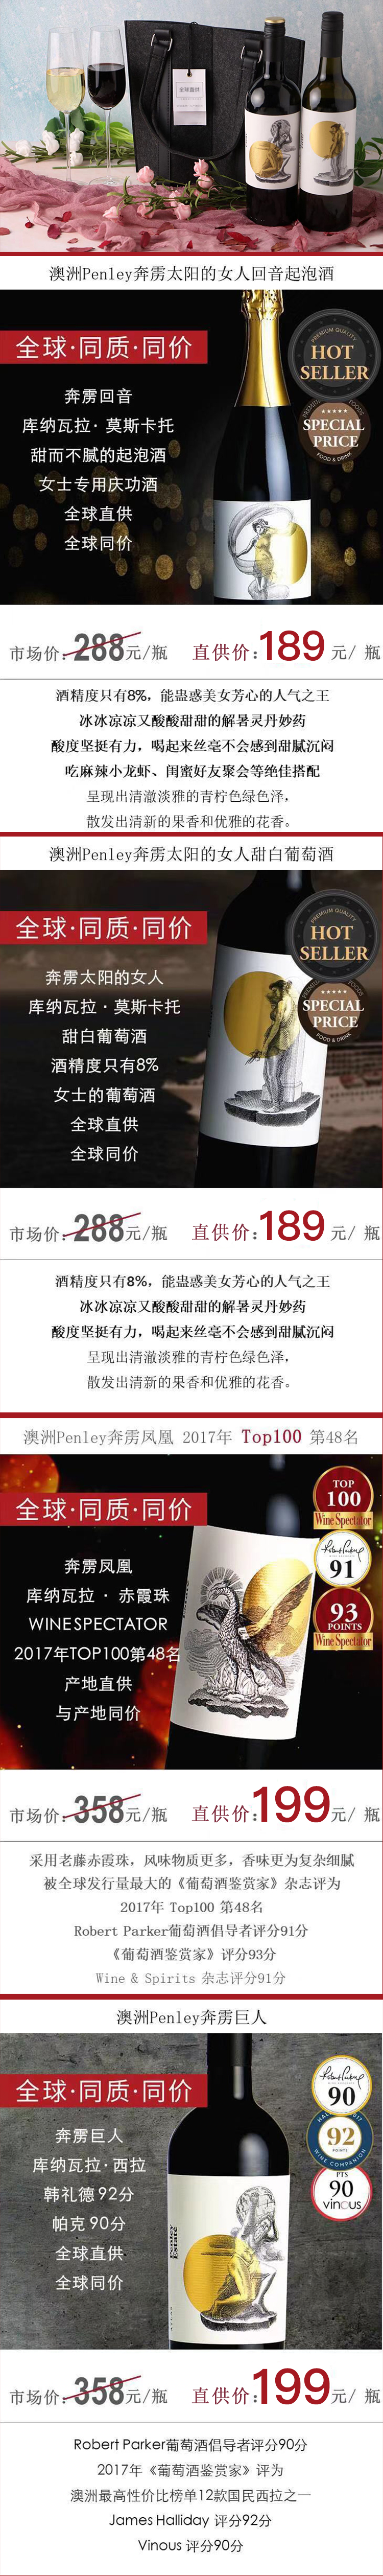 澳洲Penley奔雳太阳的女人回音起泡酒
全球·同质·同价
奔雳回音
库纳瓦拉·莫斯卡托
甜而不腻的起泡酒
女士专用庆功酒
全球直供
全球同价
PREMIUM QUALITY
HOT
SELLER
SPECIAL
PRICE
FOOD & DRINK
市场价:288元/瓶 直供价:189元/ 瓶
酒精度只有8%，能蛊惑美女芳心的人气之王
冰冰凉凉又酸酸甜甜的解暑灵丹妙药
酸度坚挺有力，喝起来丝毫不会感到甜腻沉闷
吃麻辣小龙虾、闺蜜好友聚会等绝佳搭配
呈现出清澈淡雅的青柠色绿色泽，
散发出清新的果香和优雅的花香。
澳洲Penley奔雳太阳的女人甜白葡萄酒
全球·同质·同价
奔雳太阳的女人
库纳瓦拉·莫斯卡托
甜白葡萄酒
酒精度只有8%
女士的葡萄酒
全球直供
全球同价
PREMIUM QUALITY
HOT
SELLER
SPECIAL
PRICE
FOOD & DRINK
市场价:288元/瓶 直供价:189元/ 瓶
酒精度只有8%，能蛊惑美女芳心的人气之王
冰冰凉凉又酸酸甜甜的解暑灵丹妙药
酸度坚挺有力，喝起来丝毫不会感到甜腻沉闷
呈现出清澈淡雅的青柠色绿色泽，
散发出清新的果香和优雅的花香。
澳洲Penley奔雳凤凰 2017年 Top100 第48名
全球·同质·同价
奔雳凤凰
库纳瓦拉 · 赤霞珠
WINESPECTATOR
2017年TOP100第48名
产地直供
与产地同价
TOP
100
Wine Spectator
91
93
POINTS
Wine Spectator
市场价:358元/瓶 直供价:199元/ 瓶
采用老藤赤霞珠，风味物质更多，香味更为复杂细腻
被全球发行量最大的《葡萄酒鉴赏家》杂志评为
2017年 Top100 第48名
Robert Parker葡萄酒倡导者评分91分
《葡萄酒鉴赏家》评分93分
Wine & Spirits 杂志评分91分
澳洲Penley奔雳巨人
全球·同质·同价
奔雳巨人
库纳瓦拉·西拉
韩礼德92分
帕克90分
全球直供
全球同价
90
92
POINTS
WINE COMPANION
PTS
90
vinous
Penley
Estate
市场价:358元/瓶 直供价:199元/ 瓶
Robert Parker葡萄酒倡导者评分90分
2017年《葡萄酒鉴赏家》评为
澳洲最高性价比榜单12款国民西拉之一
James Halliday 评分92分
Vinous 评分90分